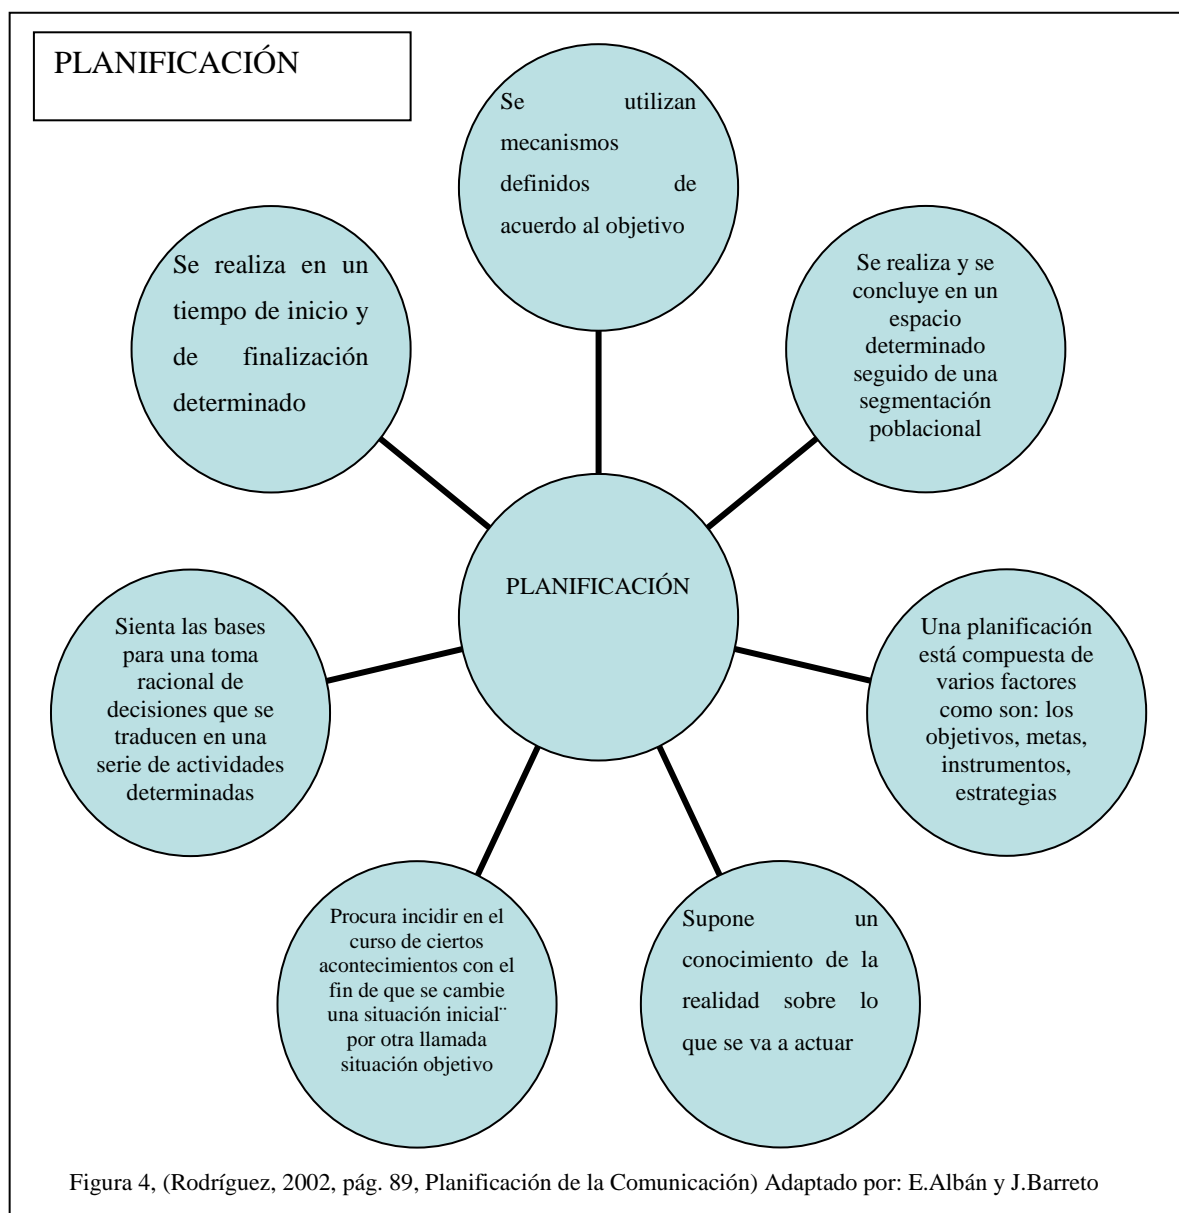 PLANIFICACIÓN
Se utilizan
mecanismos
definidos de
acuerdo al objetivo
Se realiza y se
concluye en un
espacio
determinado
seguido de una
segmentación
poblacional
Una planificación
está compuesta de
varios factores
como son: los
objetivos, metas,
instrumentos,
estrategias
Supone un
conocimiento de la
realidad sobre lo
que se va a actuar
Procura incidir en el
curso de ciertos
acontecimientos con el
fin de que se cambie
una situación inicial¨
por otra llamada
situación objetivo
Sienta las bases
para una toma
racional de
decisiones que se
traducen en una
serie de actividades
determinadas
Se realiza en un
tiempo de inicio y
de finalización
determinado
PLANIFICACIÓN
Figura 4, (Rodríguez, 2002, pág. 89, Planificación de la Comunicación) Adaptado por: E.Albán y J.Barreto